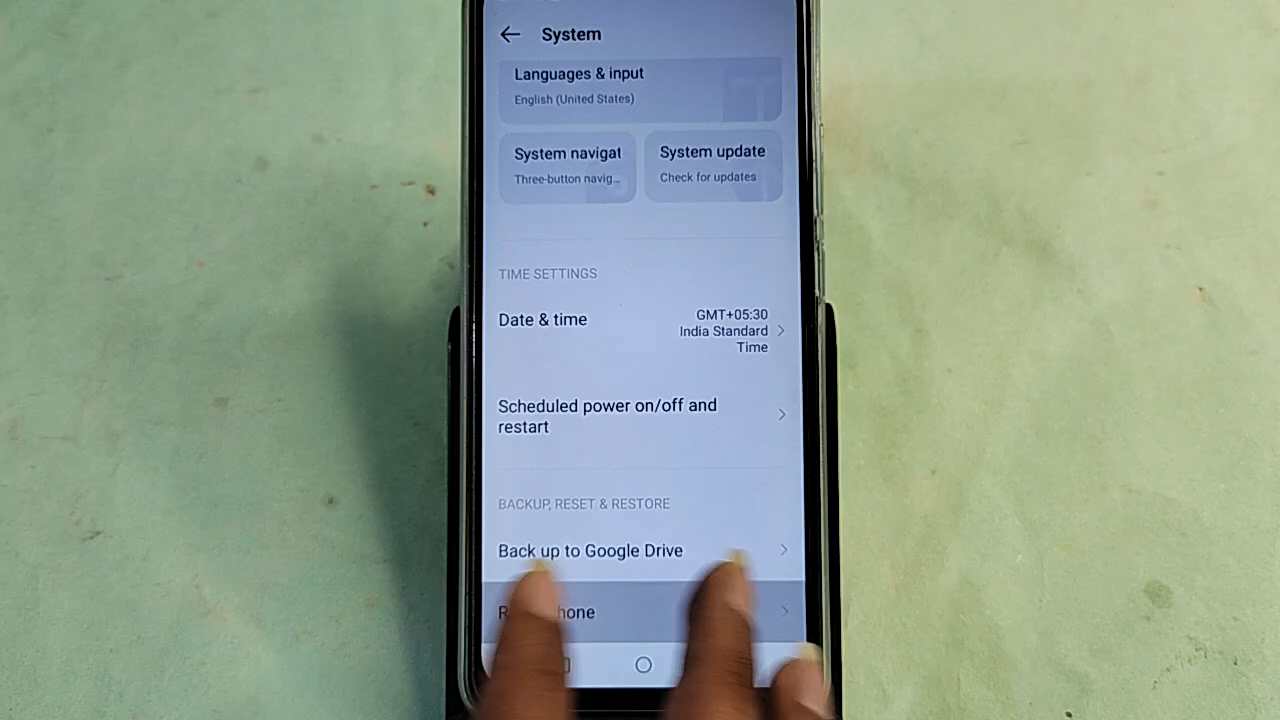 System
Languages & input
English (United States)
System navigat
System update
Three-button navig...
Check for updates
TIME SETTINGS
Date & time
GMT+05:30
India Standard
Time
Scheduled power on/off and
restart
BACKUP, RESET & RESTORE
Back up to Google Drive